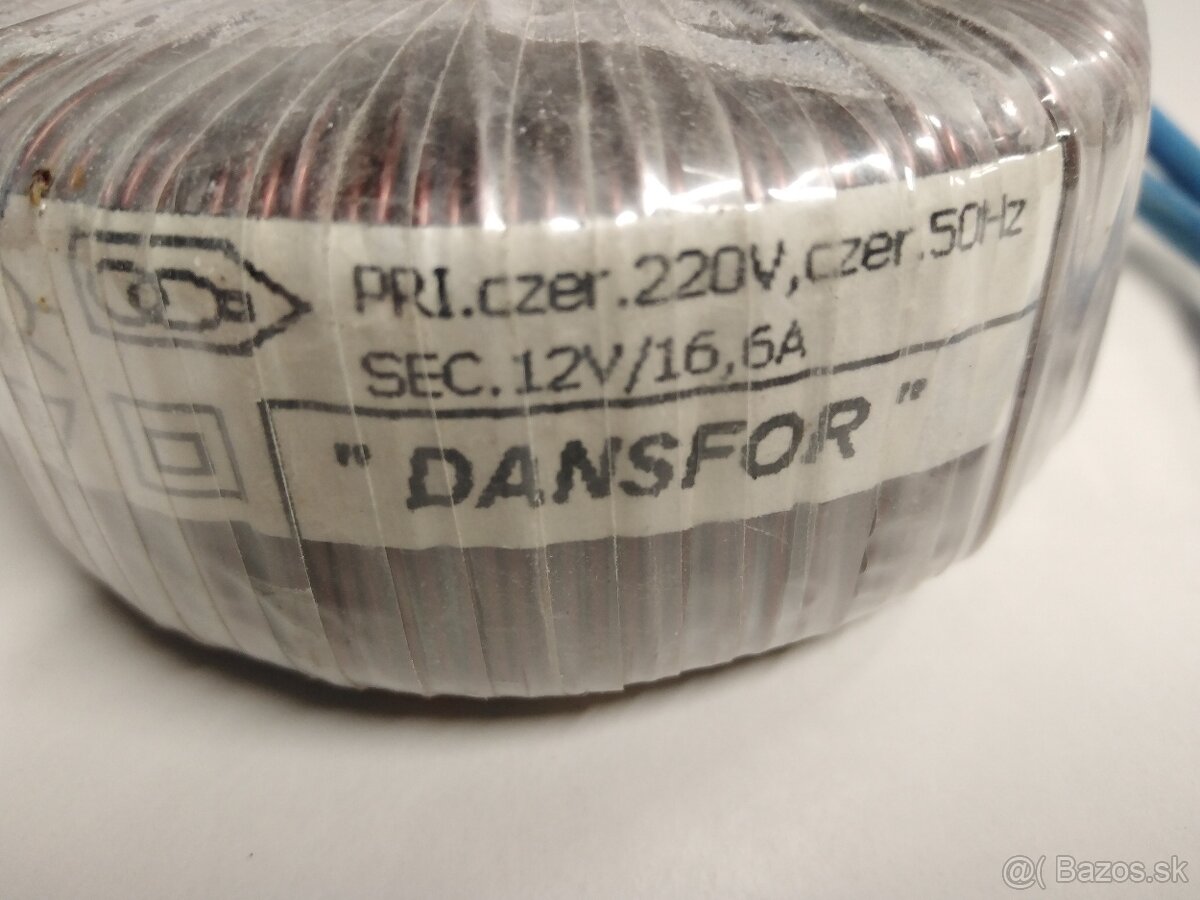 PRI.czer.220V,czer.50Hz
SEC.12V/16,6A
" DANSFOR "
@( Bazos.sk